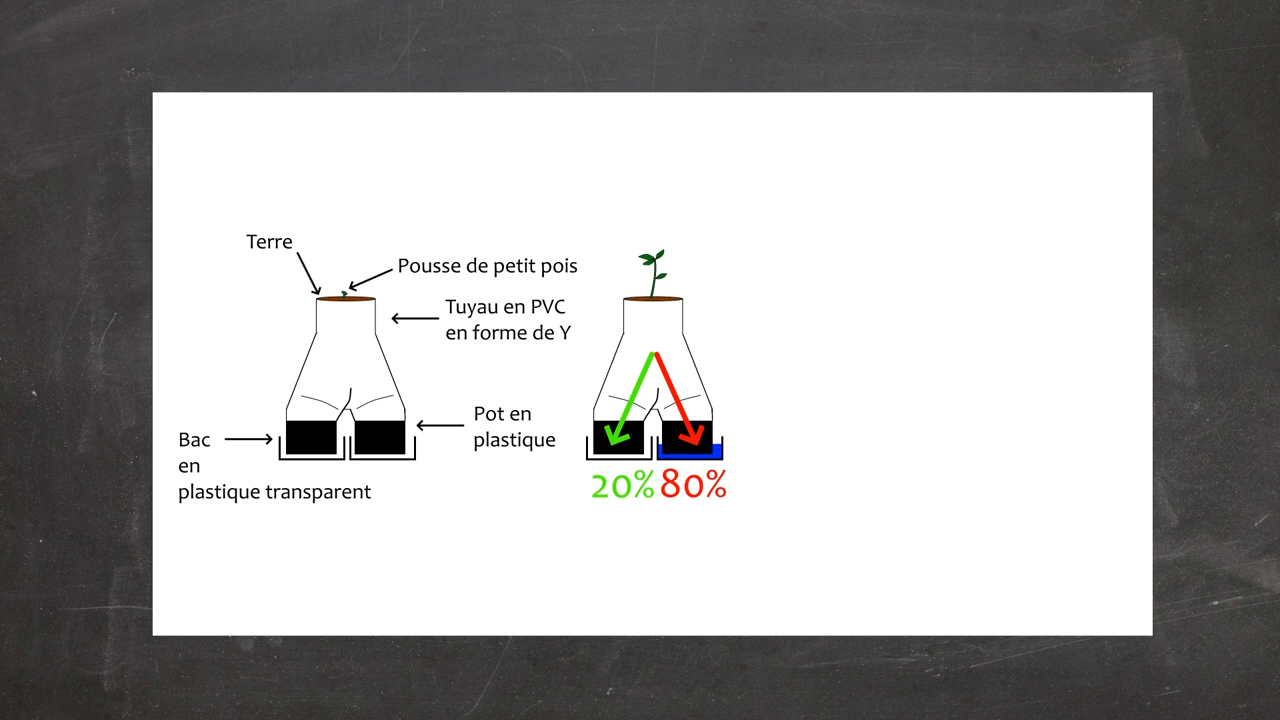 Terre
Pousse de petit pois
Tuyau en PVC
en forme de Y
Pot en
plastique
Bac
en
plastique transparent
20%
80%